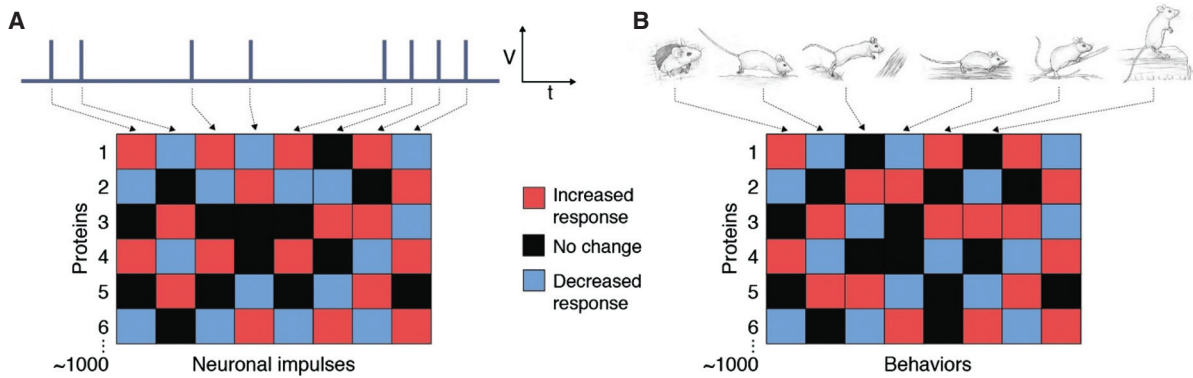 A
V
t
1
2
3
4
5
6
~1000
Proteins
Neuronal impulses
Increased
response
No change
Decreased
response
B
1
2
3
4
5
6
~1000
Proteins
Behaviors